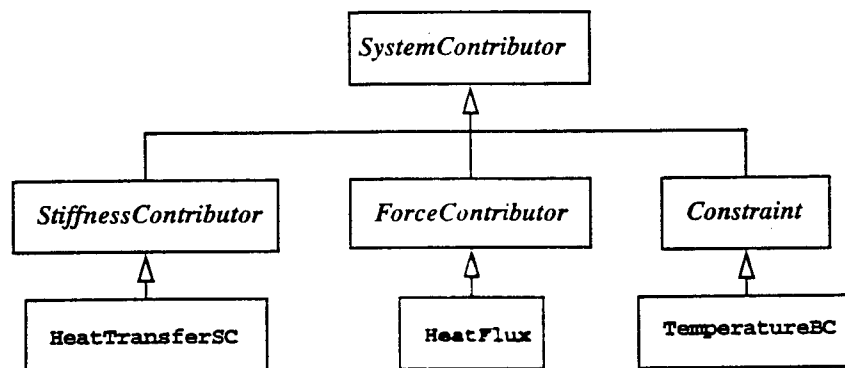 SystemContributor
StiffnessContributor
ForceContributor
Constraint
HeatTransferSC
HeatFlux
TemperatureBC